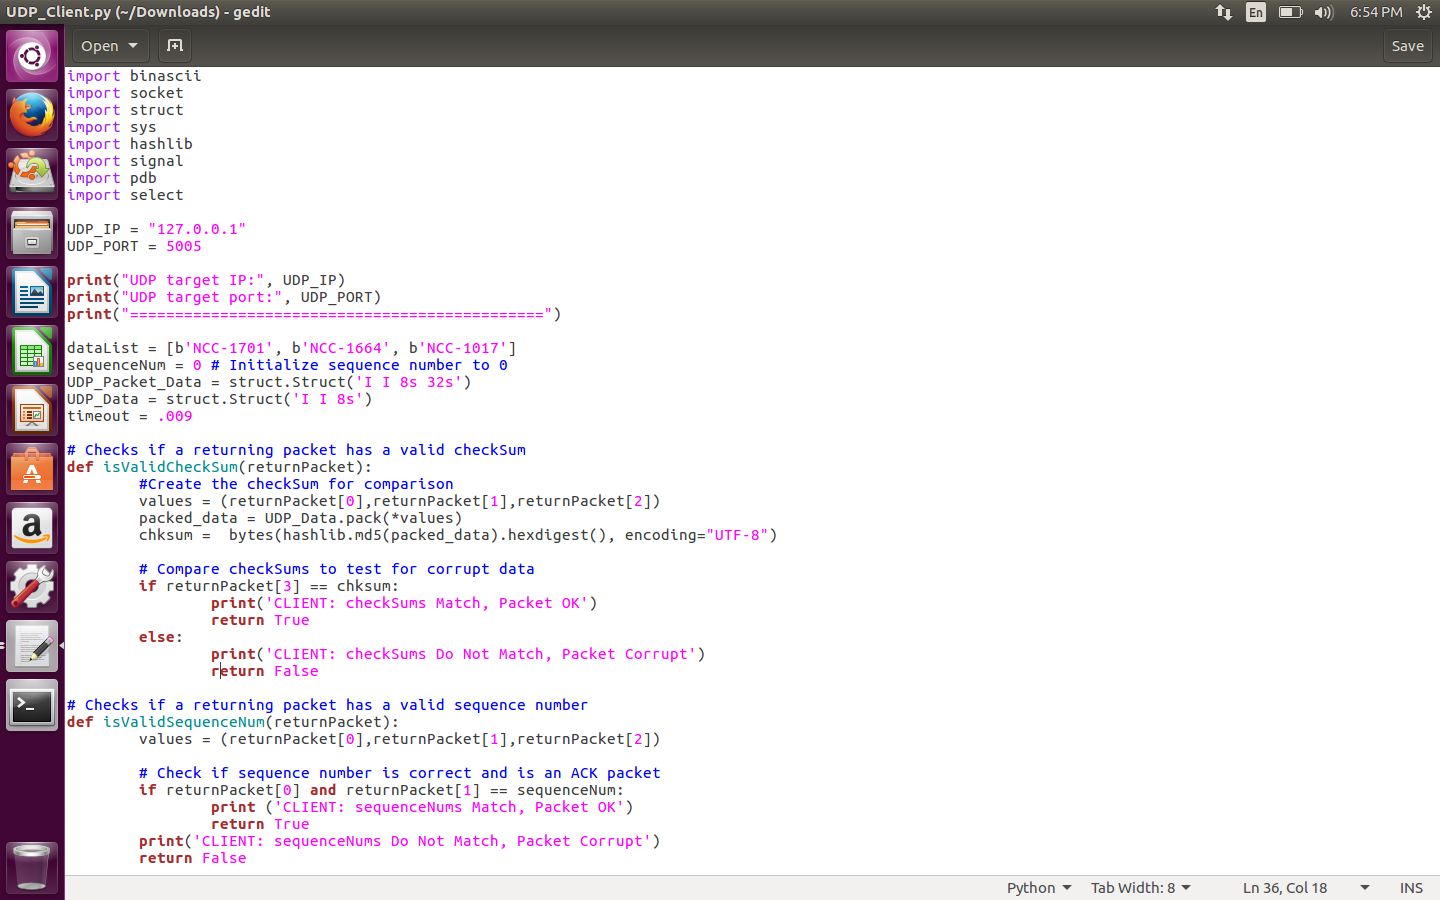 UDP_Client.py (~/Downloads) - gedit
En
6:54 PM
Open
Save
import binascii
import socket
import struct
import sys
import hashlib
import signal
import pdb
import select
UDP_IP = "127.0.0.1"
UDP_PORT = 5005
print("UDP target IP:", UDP_IP)
print("UDP target port:", UDP_PORT)
print("==============================================")
dataList = [b'NCC-1701', b'NCC-1664', b'NCC-1017']
sequenceNum = 0 # Initialize sequence number to 0
UDP_Packet_Data = struct.Struct('I I 8s 32s')
UDP_Data = struct.Struct('I I 8s')
timeout = .009
# Checks if a returning packet has a valid checkSum
def isValidCheckSum(returnPacket):
#Create the checkSum for comparison
values = (returnPacket[0],returnPacket[1],returnPacket[2])
packed_data = UDP_Data.pack(*values)
chksum =  bytes(hashlib.md5(packed_data).hexdigest(), encoding="UTF-8")
# Compare checkSums to test for corrupt data
if returnPacket[3] == chksum:
print('CLIENT: checkSums Match, Packet OK')
return True
else:
print('CLIENT: checkSums Do Not Match, Packet Corrupt')
return False
# Checks if a returning packet has a valid sequence number
def isValidSequenceNum(returnPacket):
values = (returnPacket[0],returnPacket[1],returnPacket[2])
# Check if sequence number is correct and is an ACK packet
if returnPacket[0] and returnPacket[1] == sequenceNum:
print ('CLIENT: sequenceNums Match, Packet OK')
return True
print('CLIENT: sequenceNums Do Not Match, Packet Corrupt')
return False
Python
Tab Width: 8
Ln 36, Col 18
INS